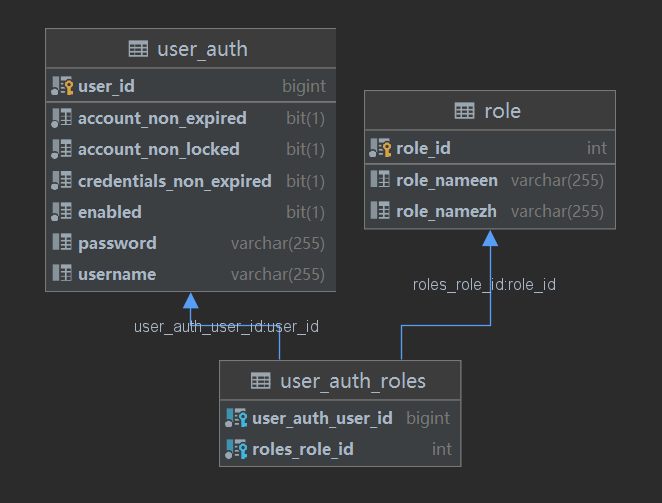 user_auth
user_id bigint
account_non_expired bit(1)
account_non_locked bit(1)
credentials_non_expired bit(1)
enabled bit(1)
password varchar(255)
username varchar(255)
role
role_id int
role_nameen varchar(255)
role_namezh varchar(255)
roles_role_id:role_id
user_auth_user_id:user_id
user_auth_roles
user_auth_user_id bigint
roles_role_id int